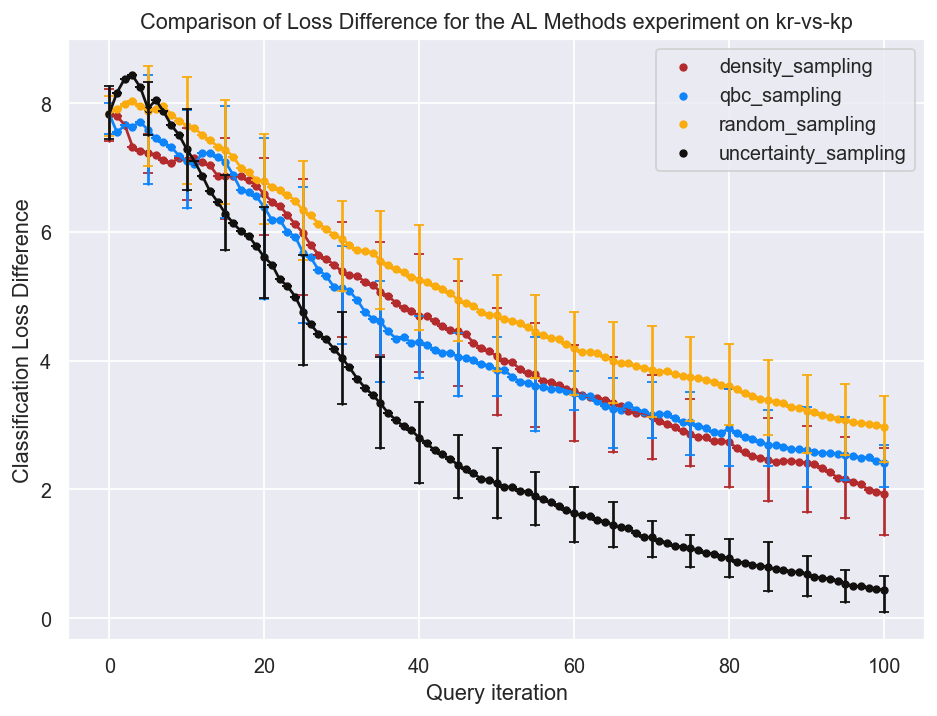 Comparison of Loss Difference for the AL Methods experiment on kr-vs-kp
density_sampling
qbc_sampling
random_sampling
uncertainty_sampling
Classification Loss Difference
8
6
4
2
0
0 20 40 60 80 100
Query iteration